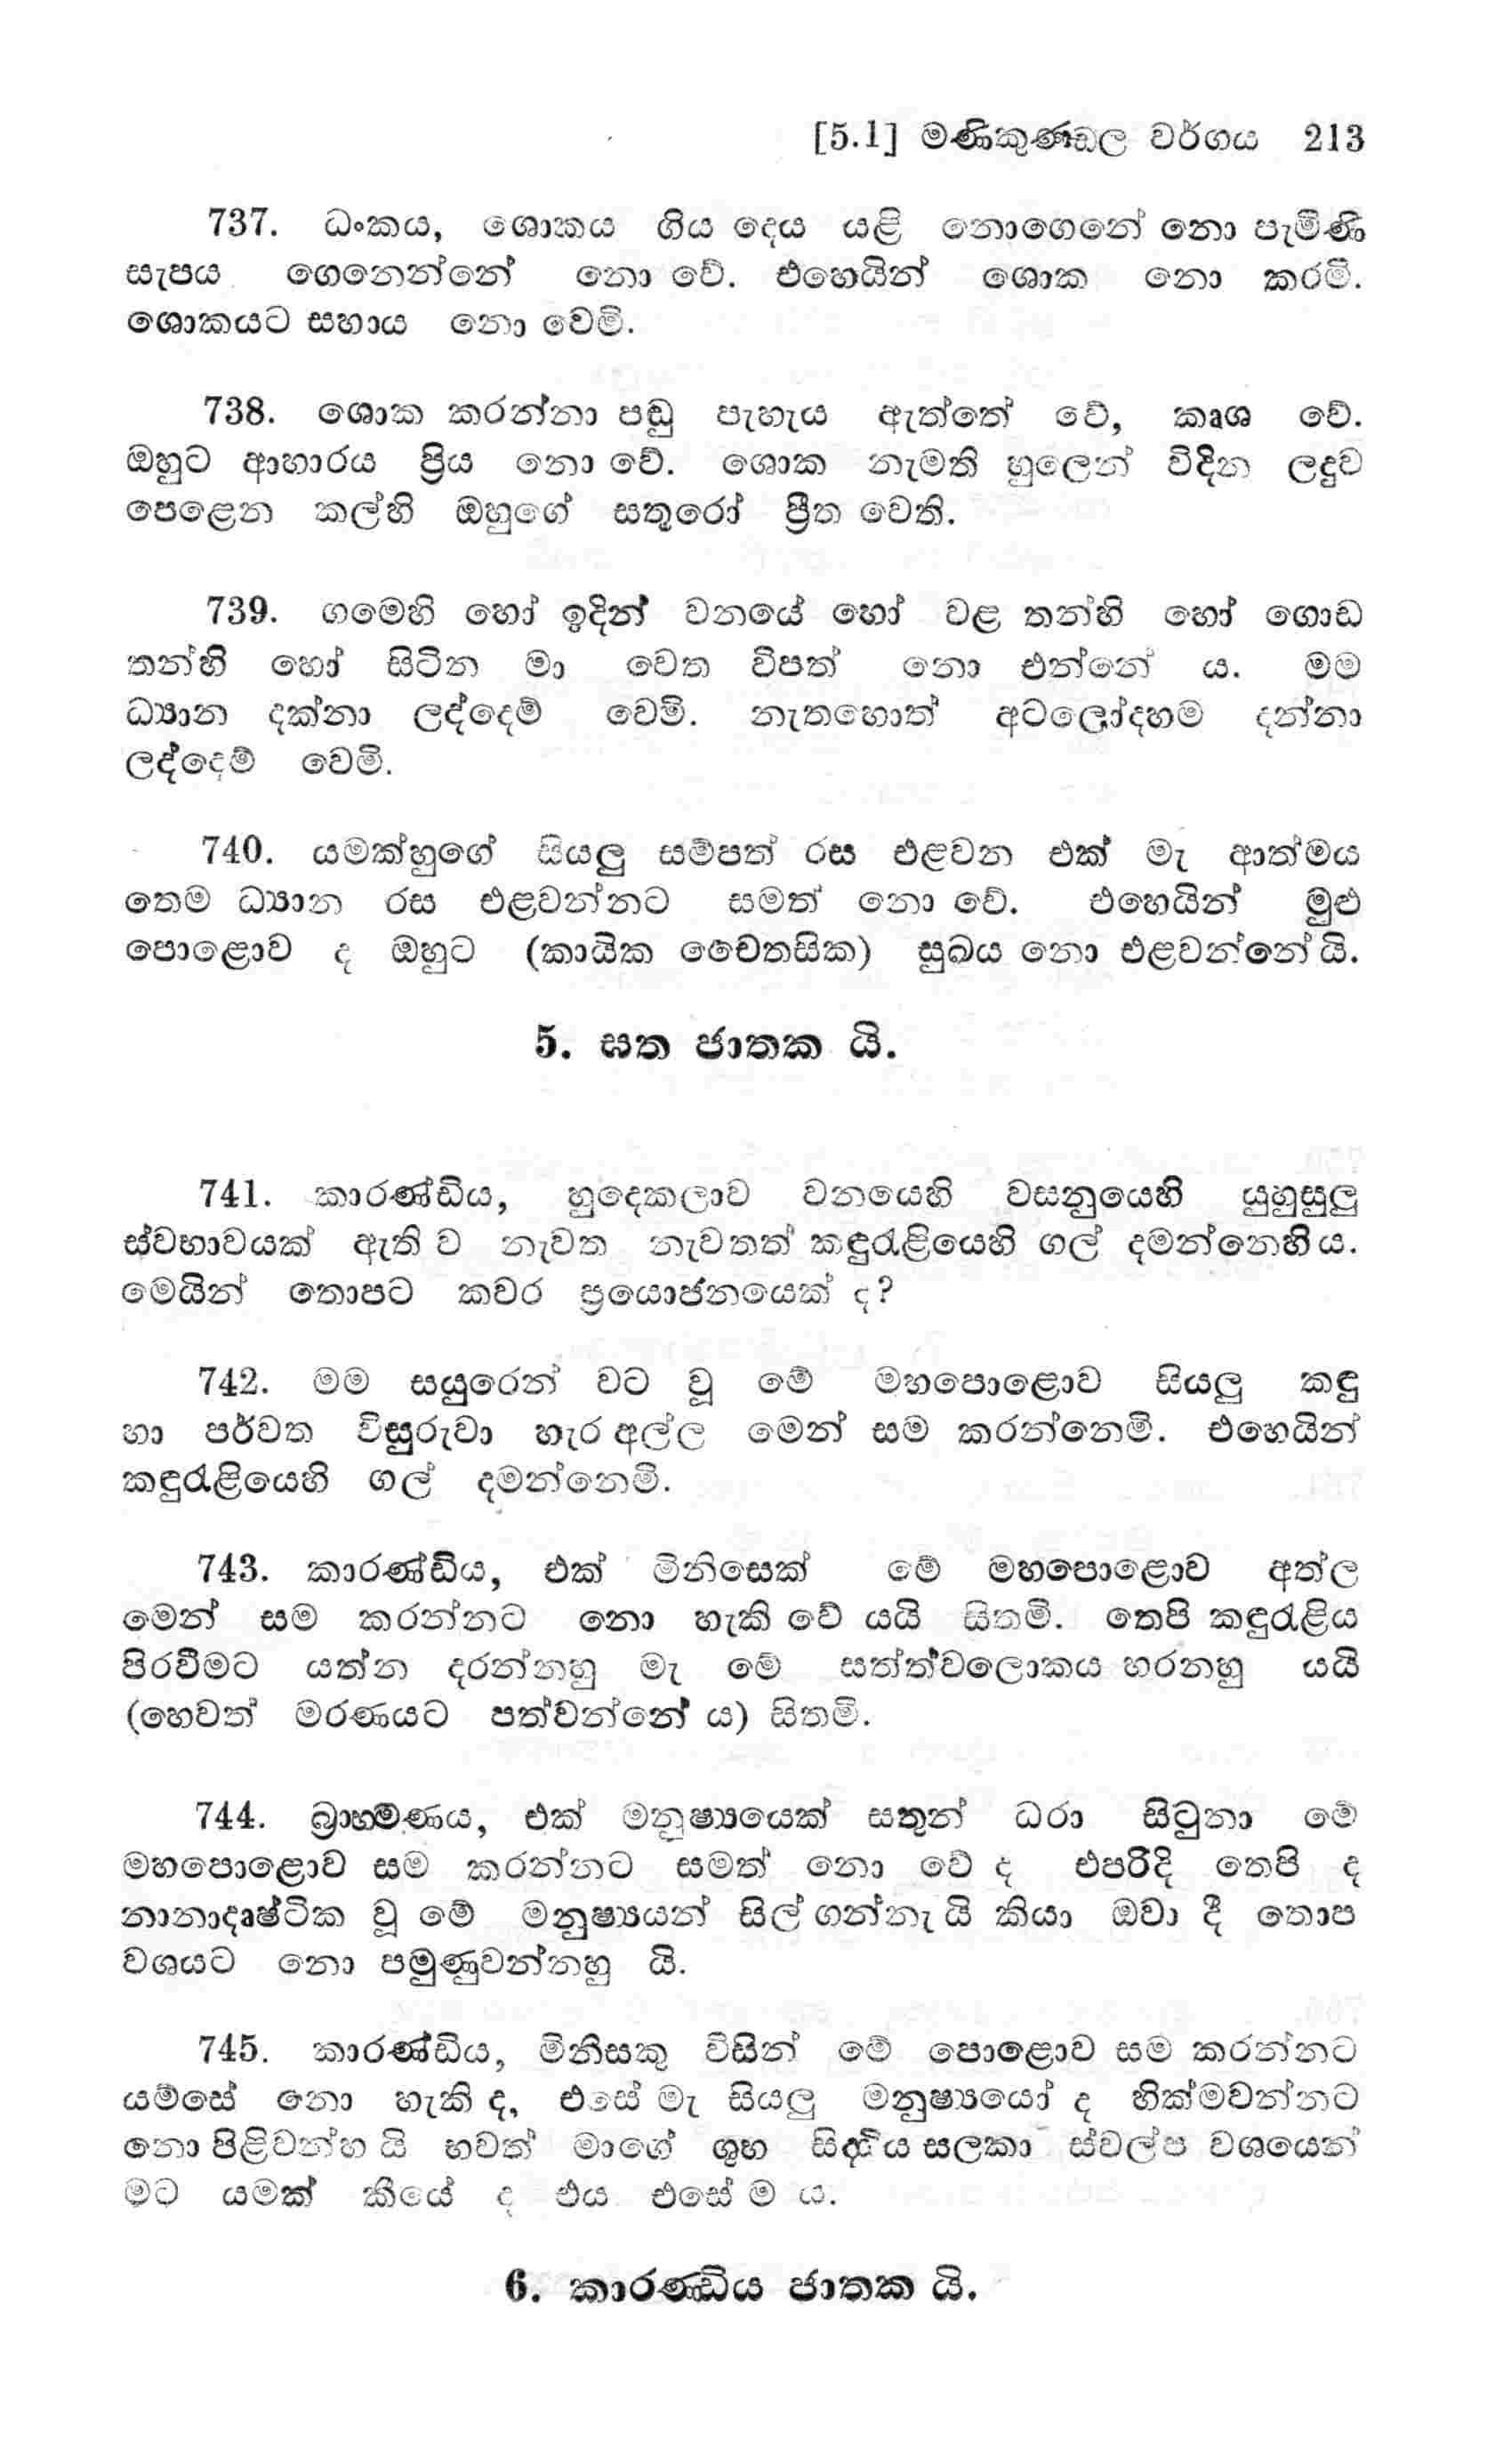 [5.1] මණිකුණ්ඩල වර්ගය 213
737. ධංකය, ශොකය ගිය දෙය යළි නොගෙනේ නො පැමිණි
සැපය ගෙනෙන්නේ නො වේ. එහෙයින් ශොක නො කරමි.
ශොකයට සහාය නො වෙමි.
738. ශොක කරන්නා පඬු පැහැය ඇත්තේ වේ, කෘශ වේ.
ඔහුට ආහාරය ප්‍රිය නො වේ. ශොක නැමති හුලෙන් විදින ලදුව
පෙළෙන කල්හි ඔහුගේ සතුරෝ ප්‍රීත වෙති.
739. ගමෙහි හෝ ඉදින් වනයේ හෝ වළ තන්හි හෝ ගොඩ
තන්හි හෝ සිටින මා වෙත විපත් නො එන්නේ ය. මම
ධ්‍යාන දක්නා ලද්දෙම් වෙමි. නැතහොත් අටලෝදහම දන්නා
ලද්දෙම් වෙමි.
740. යමක්හුගේ සියලු සම්පත් රස එළවන එක් මැ ආත්මය
තෙම ධ්‍යාන රස එළවන්නට සමත් නො වේ. එහෙයින් මුළු
පොළොව ද ඔහුට (කායික චෛතසික) සුඛය නො එළවන්නේ යි.
5. ඝත ජාතක යි.
741. කාරණ්ඩිය, හුදෙකලාව වනයෙහි වසනුයෙහි යුහුසුලු
ස්වභාවයක් ඇති ව නැවත නැවතත් කඳුරැළියෙහි ගල් දමන්නෙහි ය.
මෙයින් තොපට කවර ප්‍රයොජනයෙක් ද?
742. මම සයුරෙන් වට වූ මේ මහපොළොව සියලු කඳු
හා පර්වත විසුරුවා හැර අල්ල මෙන් සම කරන්නෙමි. එහෙයින්
කඳුරැළියෙහි ගල් දමන්නෙමි.
743. කාරණ්ඩිය, එක් මිනිසෙක් මේ මහපොළොව අත්ල
මෙන් සම කරන්නට නො හැකි වේ යයි සිතමි. තෙපි කඳුරැළිය
පිරවීමට යත්න දරන්නහු මැ මේ සත්ත්වලොකය හරනහු යයි
(හෙවත් මරණයට පත්වන්නේ ය) සිතමි.
744. බ්‍රාහ්මණය, එක් මනුෂ්‍යයෙක් සතුන් ධරා සිටුනා මේ
මහපොළොව සම කරන්නට සමත් නො වේ ද එපරිදි තෙපි ද
නානාදෘෂ්ටික වූ මේ මනුෂ්‍යයන් සිල් ගන්නැ යි කියා ඔවා දී තොප
වශයට නො පමුණුවන්නහු යි.
745. කාරණ්ඩිය, මිනිසකු විසින් මේ පොළොව සම කරන්නට
යම්සේ නො හැකි ද, එසේ මැ සියලු මනුෂ්‍යයෝ ද හික්මවන්නට
නො පිළිවන්හ යි භවත් මාගේ ශුභ සිද්ධිය සලකා ස්වල්ප වශයෙන්
මට යමක් කීයේ ද එය එසේ ම ය.
6. කාරණ්ඩිය ජාතක යි.